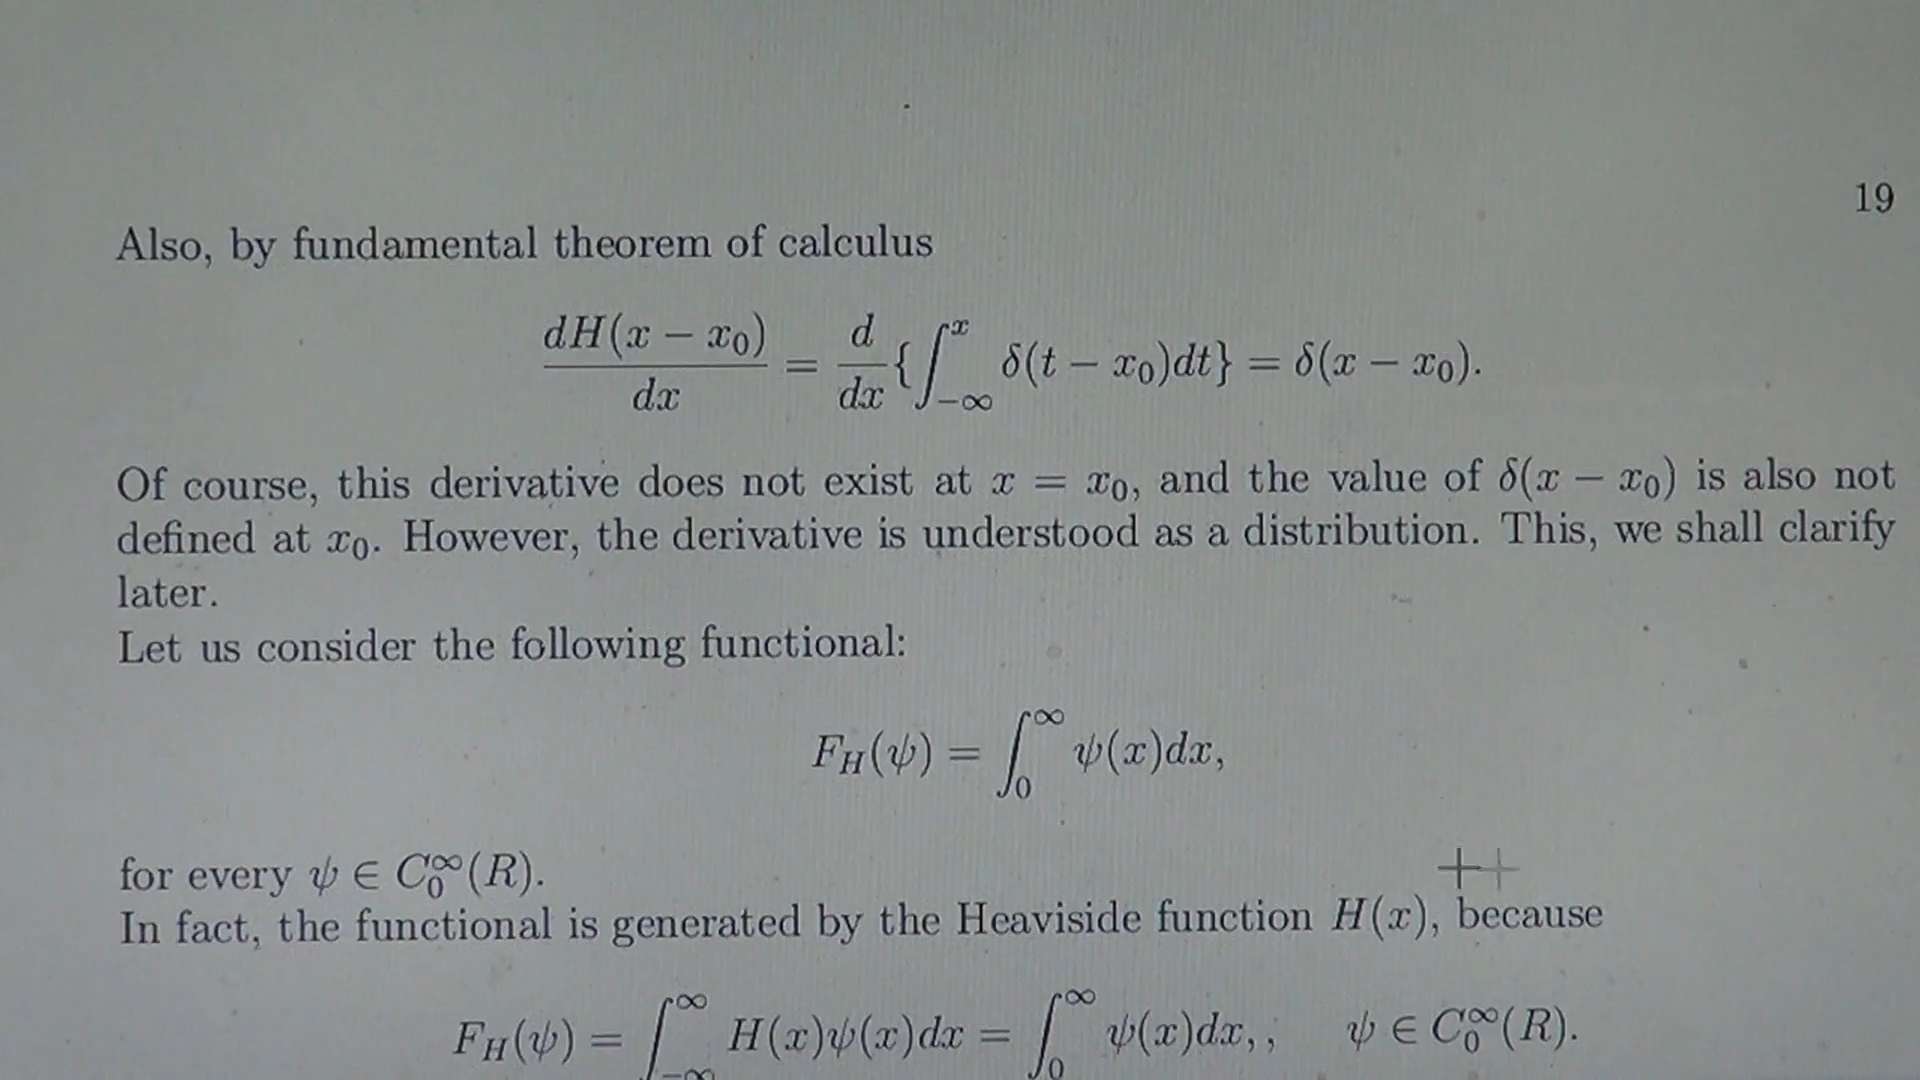 19
Also, by fundamental theorem of calculus
dH(x − x₀)/dx = d/dx {∫_{−∞}^{x} δ(t − x₀)dt} = δ(x − x₀).
Of course, this derivative does not exist at x = x₀, and the value of δ(x − x₀) is also not
defined at x₀. However, the derivative is understood as a distribution. This, we shall clarify
later.
Let us consider the following functional:
F_H(ψ) = ∫_0^∞ ψ(x)dx,
for every ψ ∈ C_0^∞(R).
In fact, the functional is generated by the Heaviside function H(x), because
F_H(ψ) = ∫_{−∞}^∞ H(x)ψ(x)dx = ∫_0^∞ ψ(x)dx, , ψ ∈ C_0^∞(R).